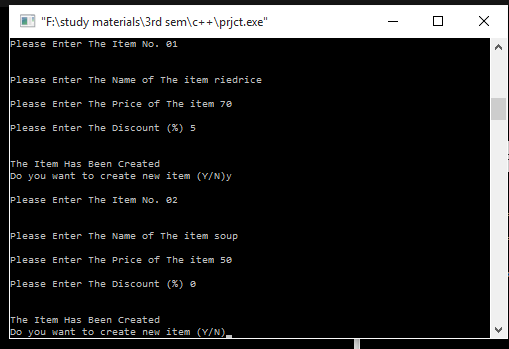 "F:\study materials\3rd sem\c++\prjct.exe"
Please Enter The Item No. 01
Please Enter The Name of The item riedrice
Please Enter The Price of The item 70
Please Enter The Discount (%) 5
The Item Has Been Created
Do you want to create new item (Y/N)y
Please Enter The Item No. 02
Please Enter The Name of The item soup
Please Enter The Price of The item 50
Please Enter The Discount (%) 0
The Item Has Been Created
Do you want to create new item (Y/N)